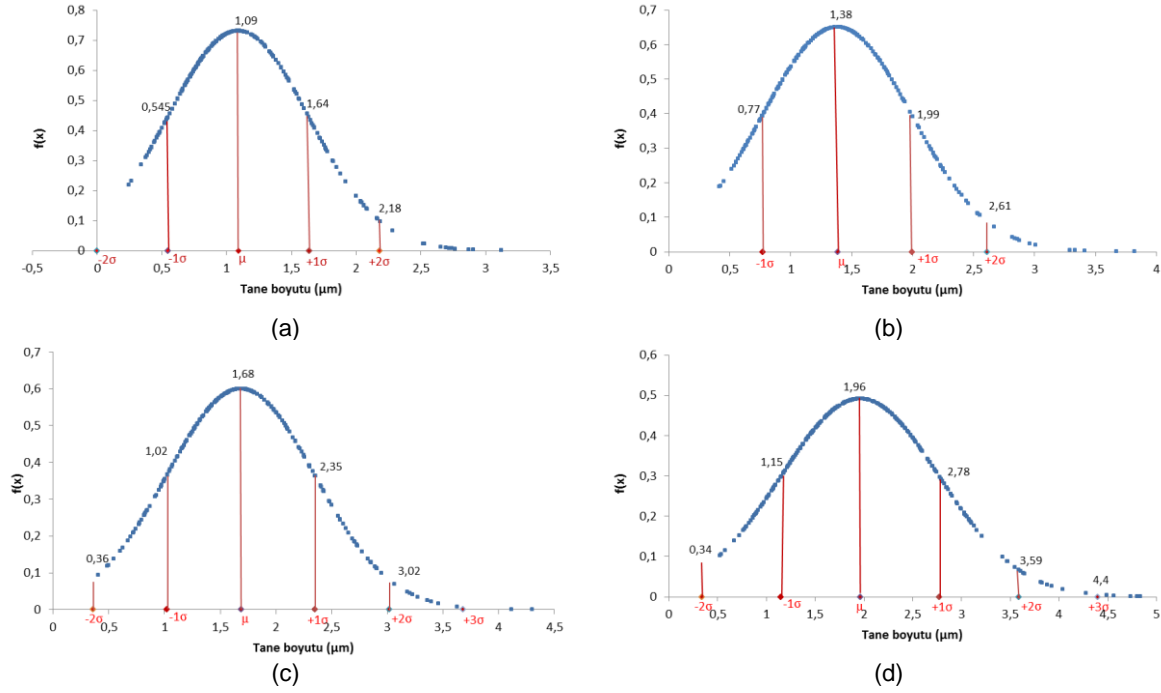 0,8
0,7
0,6
0,5
0,4
0,3
0,2
0,1
0
f(x)
1,09
0,545
1,64
2,18
-2σ
-1σ
μ
+1σ
+2σ
-0,5
0
0,5
1
1,5
2
2,5
3
3,5
Tane boyutu (μm)
(a)
0,7
0,6
0,5
0,4
0,3
0,2
0,1
0
f(x)
1,38
0,77
1,99
2,61
-1σ
μ
+1σ
+2σ
0
0,5
1
1,5
2
2,5
3
3,5
4
Tane boyutu (μm)
(b)
0,7
0,6
0,5
0,4
0,3
0,2
0,1
0
f(x)
1,68
1,02
2,35
0,36
3,02
-2σ
-1σ
μ
+1σ
+2σ
+3σ
0
0,5
1
1,5
2
2,5
3
3,5
4
4,5
Tane boyutu (μm)
(c)
0,6
0,5
0,4
0,3
0,2
0,1
0
f(x)
1,96
1,15
2,78
0,34
3,59
4,4
-2σ
-1σ
μ
+1σ
+2σ
+3σ
0
0,5
1
1,5
2
2,5
3
3,5
4
4,5
5
Tane boyutu (μm)
(d)